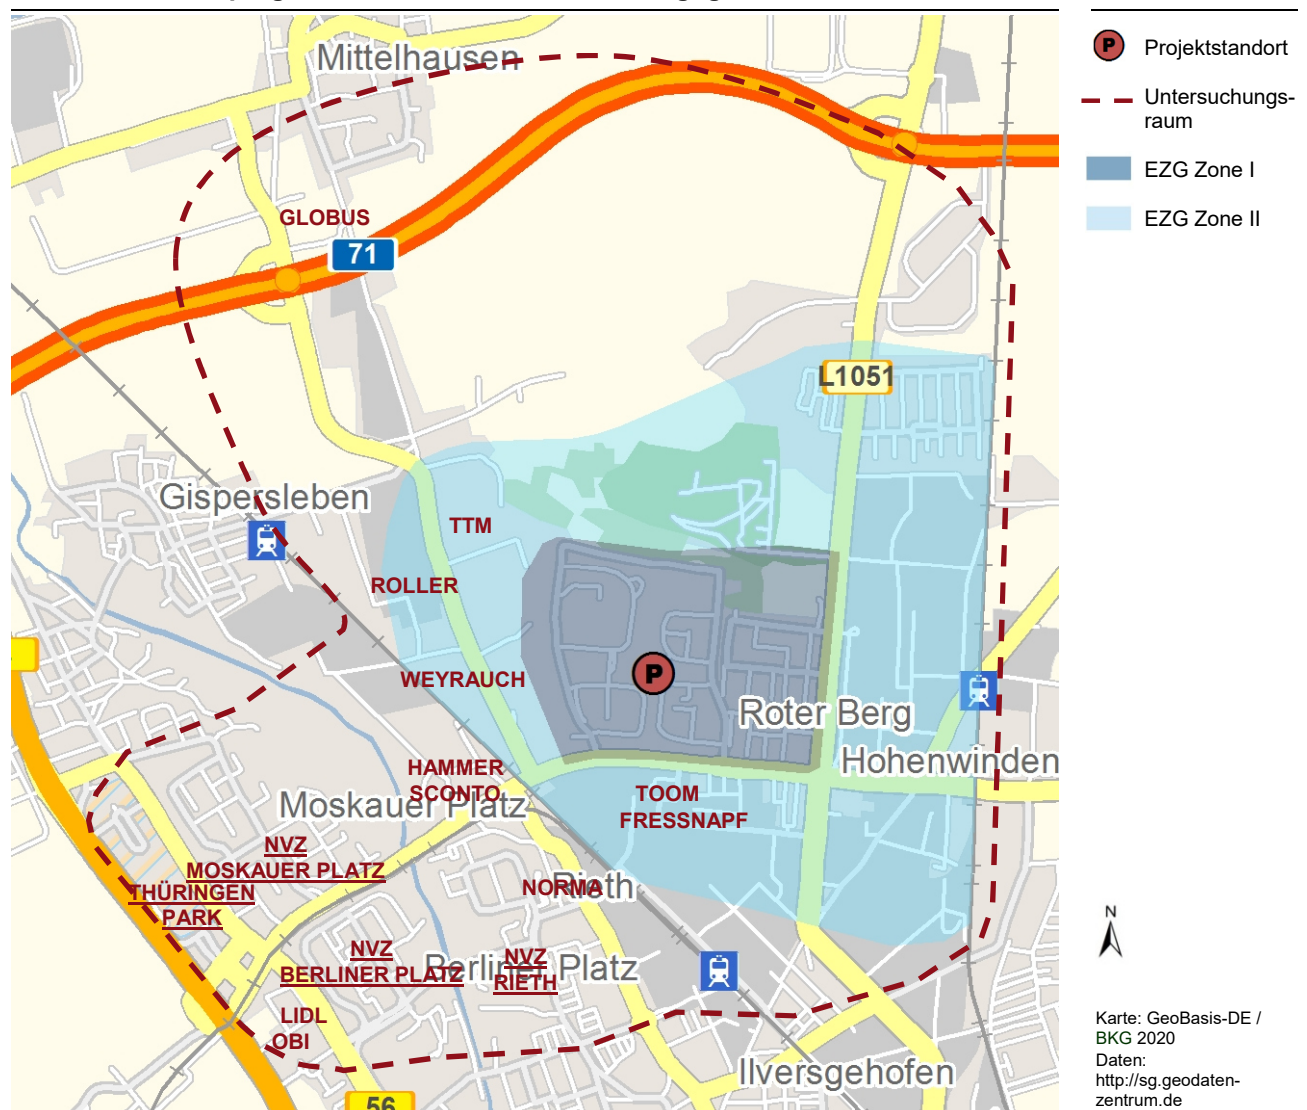 Mittelhausen
GLOBUS
71
L1051
Gispersleben
TTM
ROLLER
WEYRAUCH
P
Roter Berg
Hohenwinden
HAMMER
SCONTO
Moskauer Platz
TOOM
FRESSNAPF
NVZ
MOSKAUER PLATZ
THÜRINGEN
PARK
NORMA
Rieth
NVZ
BERLINER PLATZ
Berliner Platz
NVZ
RIETH
LIDL
OBI
Ilversgehofen
56
P
Projektstandort
Untersuchungs-
raum
EZG Zone I
EZG Zone II
N
Karte: GeoBasis-DE /
BKG 2020
Daten:
http://sg.geodaten-
zentrum.de